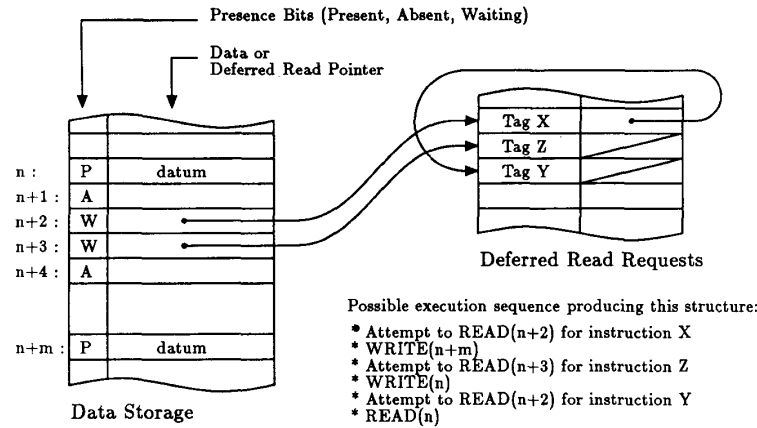 Presence Bits (Present, Absent, Waiting)
Data or
Deferred Read Pointer
Tag X
Tag Z
Tag Y
n : P datum
n+1 : A
n+2 : W
n+3 : W
n+4 : A
n+m : P datum
Data Storage
Deferred Read Requests
Possible execution sequence producing this structure:
* Attempt to READ(n+2) for instruction X
* WRITE(n+m)
* Attempt to READ(n+3) for instruction Z
* WRITE(n)
* Attempt to READ(n+2) for instruction Y
* READ(n)